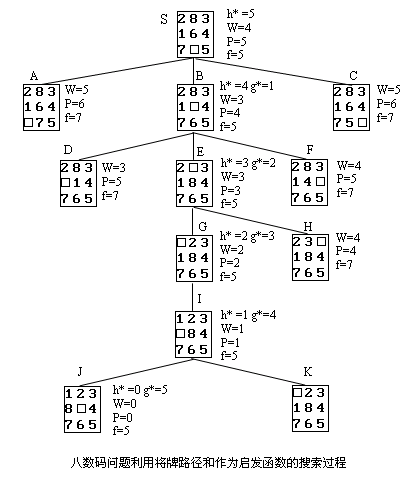 S
2 8 3
1 6 4
7 □ 5
h* =5
W=4
P=5
f=5
A
2 8 3
1 6 4
□ 7 5
W=5
P=6
f=7
B
2 8 3
1 □ 4
7 6 5
h* =4 g*=1
W=3
P=4
f=5
C
2 8 3
1 6 4
7 5 □
W=5
P=6
f=7
D
2 8 3
□ 1 4
7 6 5
W=3
P=5
f=7
E
2 □ 3
1 8 4
7 6 5
h* =3 g*=2
W=3
P=3
f=5
F
2 8 3
1 4 □
7 6 5
W=4
P=5
f=7
G
□ 2 3
1 8 4
7 6 5
h* =2 g*=3
W=2
P=2
f=5
H
2 3 □
1 8 4
7 6 5
W=4
P=4
f=7
I
1 2 3
□ 8 4
7 6 5
h* =1 g*=4
W=1
P=1
f=5
J
1 2 3
8 □ 4
7 6 5
h* =0 g*=5
W=0
P=0
f=5
K
□ 2 3
1 8 4
7 6 5
八数码问题利用将牌路径和作为启发函数的搜索过程